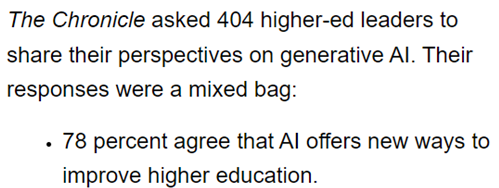 The Chronicle asked 404 higher-ed leaders to
share their perspectives on generative AI. Their
responses were a mixed bag:
• 78 percent agree that AI offers new ways to
improve higher education.